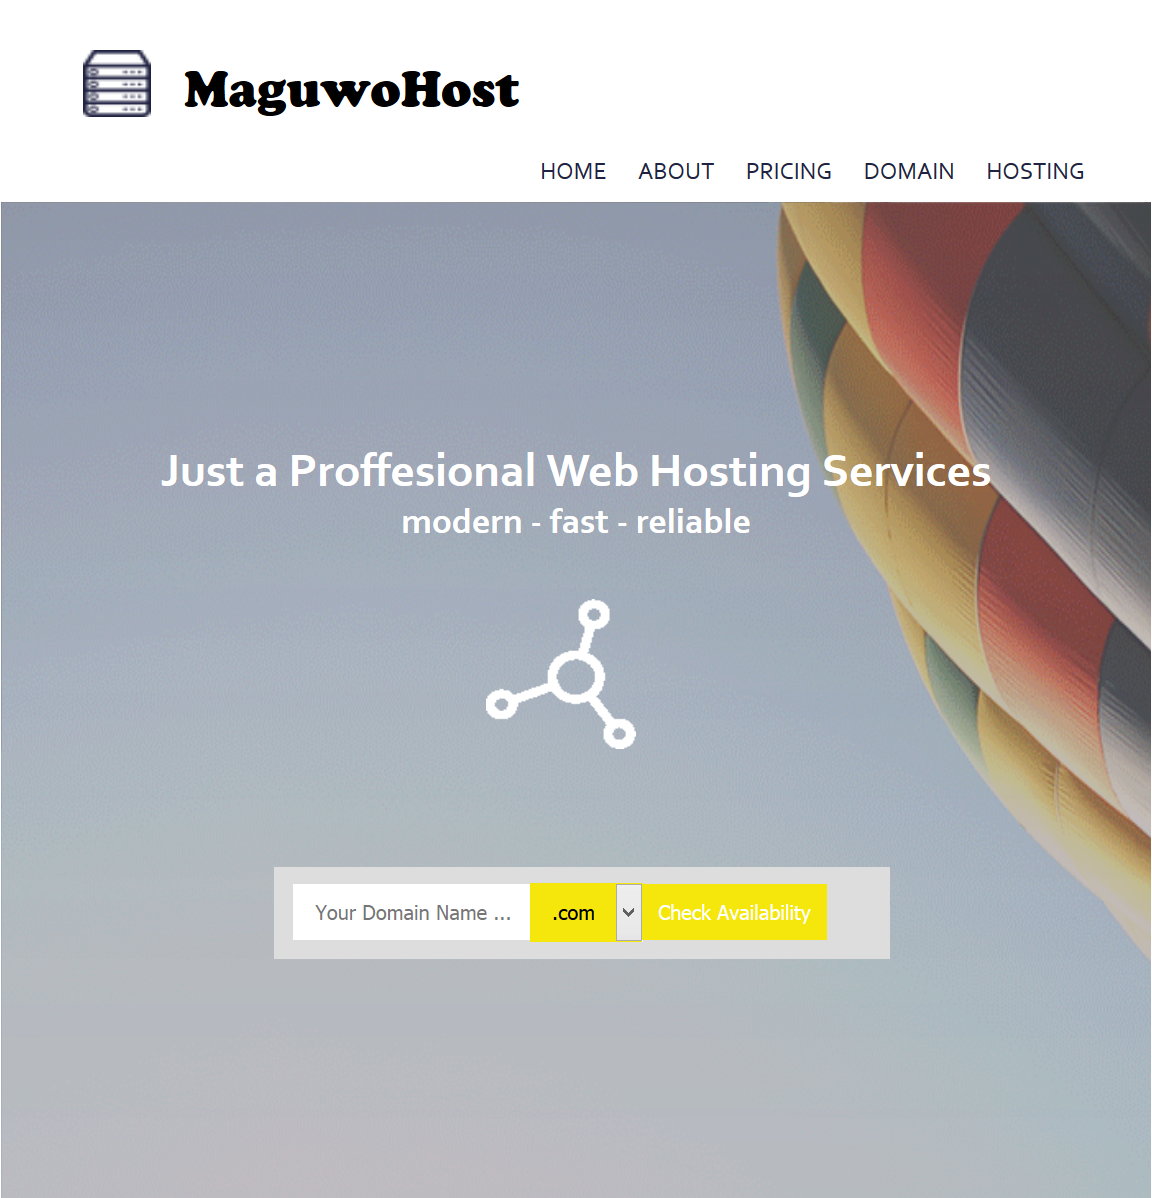 MaguwoHost
HOME ABOUT PRICING DOMAIN HOSTING
Just a Proffesional Web Hosting Services
modern - fast - reliable
Your Domain Name ... .com Check Availability